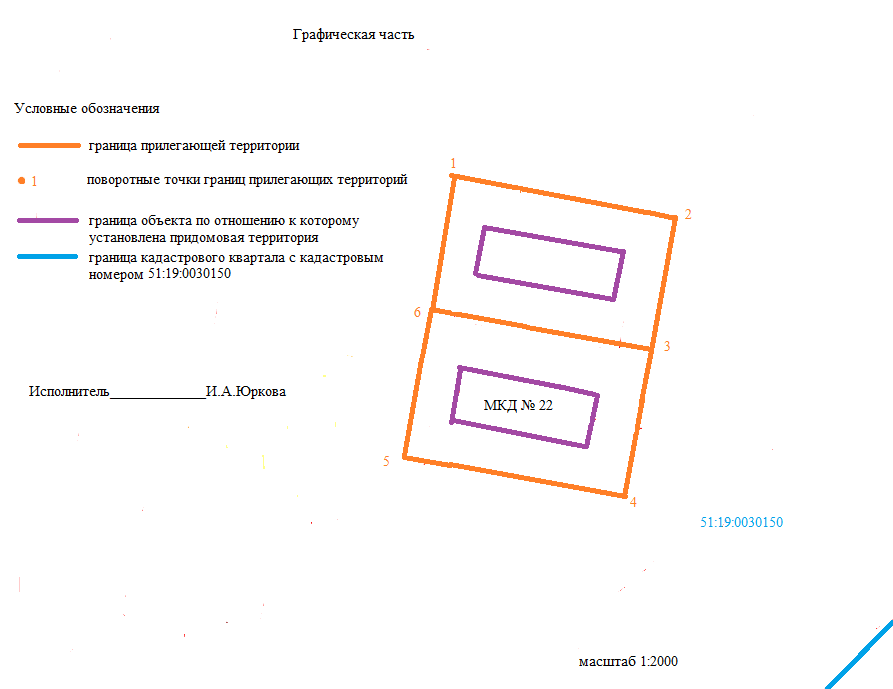 Графическая часть
Условные обозначения
граница прилегающей территории
1 поворотные точки границ прилегающих территорий
граница объекта по отношению к которому
установлена придомовая территория
граница кадастрового квартала с кадастровым
номером 51:19:0030150
Исполнитель_____________И.А.Юркова
1
2
6
3
МКД № 22
5
4
51:19:0030150
масштаб 1:2000